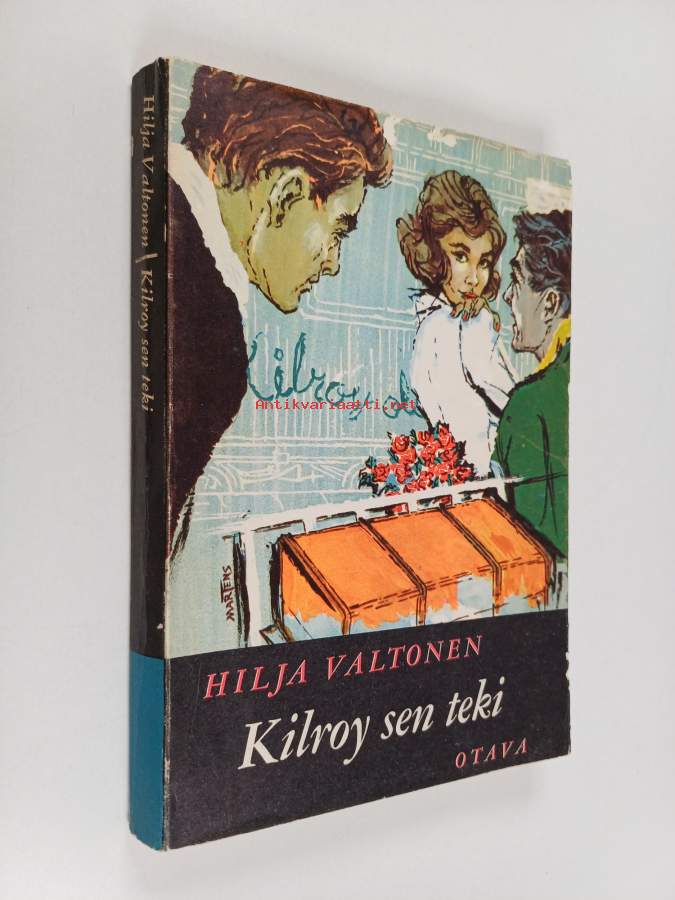 Hilja Valtonen / Kilroy sen teki
Kilroy
Antikvariaatti.net
MARTENS
HILJA VALTONEN
Kilroy sen teki
OTAVA